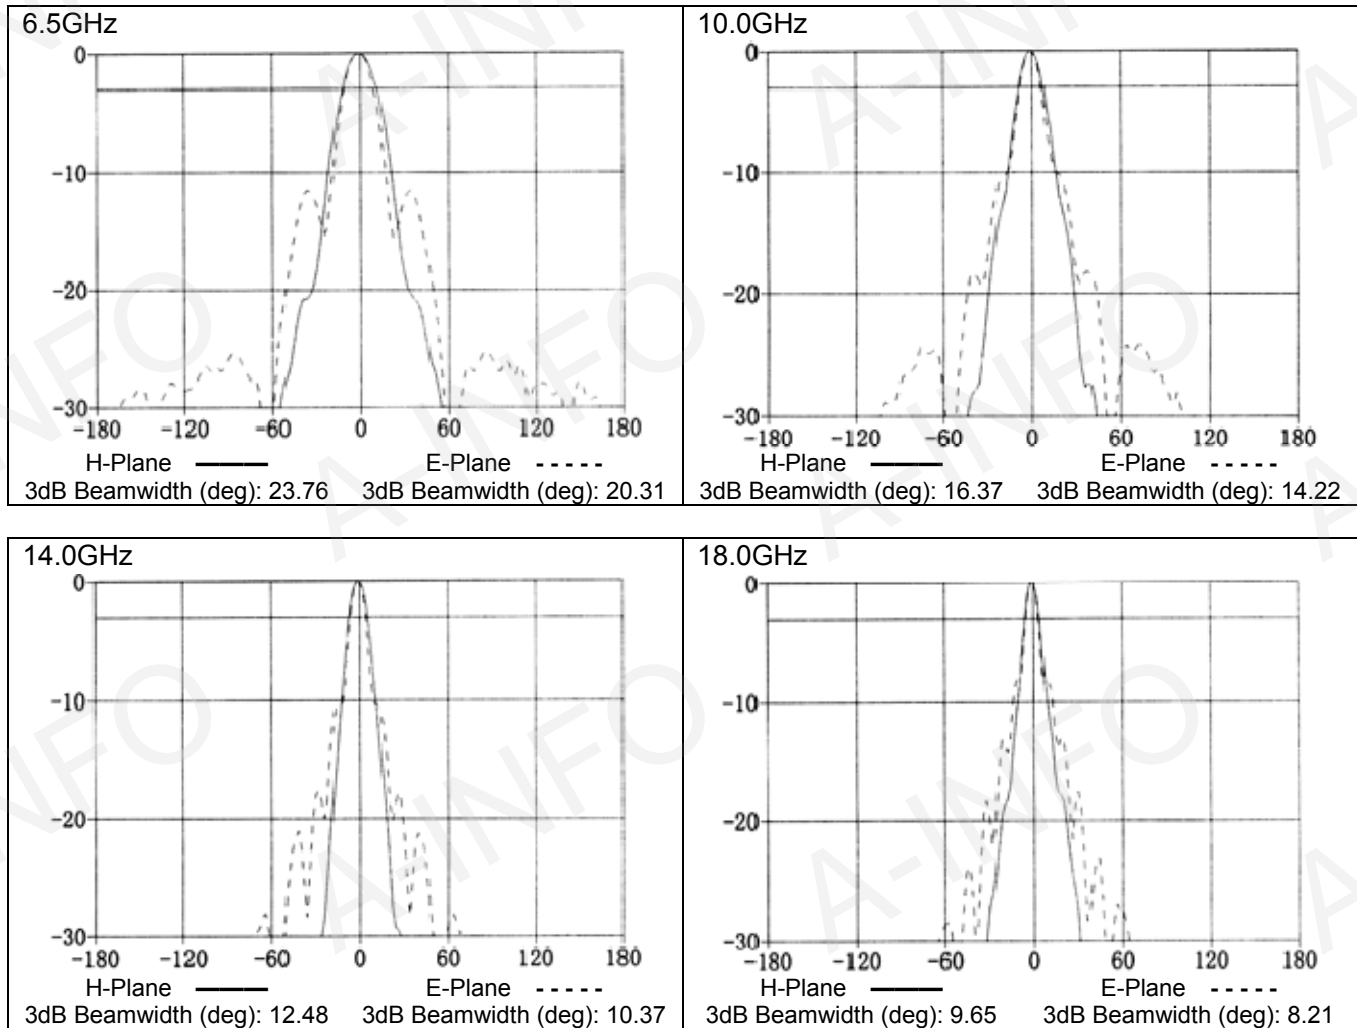 6.5GHz
0
-10
-20
-30
-180 -120 -60 0 60 120 180
H-Plane E-Plane
3dB Beamwidth (deg): 23.76 3dB Beamwidth (deg): 20.31
10.0GHz
0
-10
-20
-30
-180 -120 -60 0 60 120 180
H-Plane E-Plane
3dB Beamwidth (deg): 16.37 3dB Beamwidth (deg): 14.22
14.0GHz
0
-10
-20
-30
-180 -120 -60 0 60 120 180
H-Plane E-Plane
3dB Beamwidth (deg): 12.48 3dB Beamwidth (deg): 10.37
18.0GHz
0
-10
-20
-30
-180 -120 -60 0 60 120 180
H-Plane E-Plane
3dB Beamwidth (deg): 9.65 3dB Beamwidth (deg): 8.21
A-INFO
A-INFO
A-INFO
A-INFO